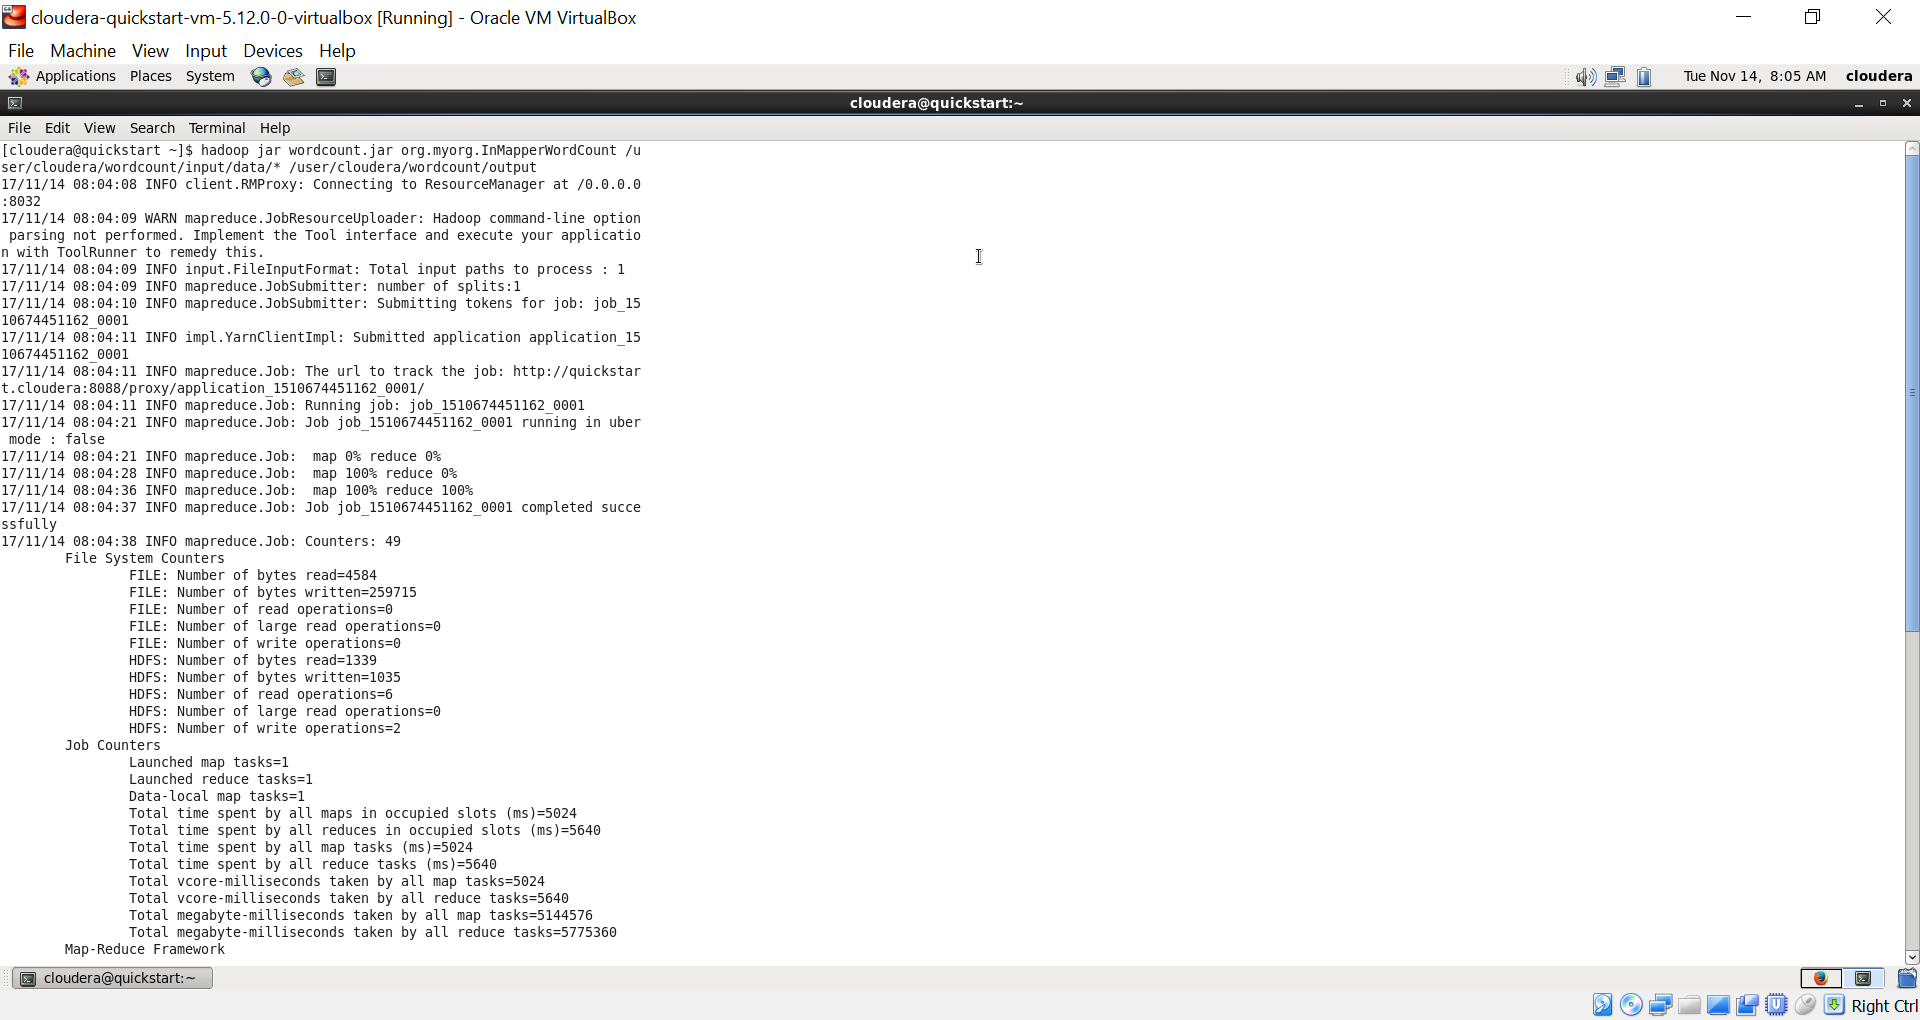 cloudera-quickstart-vm-5.12.0-0-virtualbox [Running] - Oracle VM VirtualBox
File Machine View Input Devices Help
Applications Places System Tue Nov 14, 8:05 AM cloudera
cloudera@quickstart:~
File Edit View Search Terminal Help
[cloudera@quickstart ~]$ hadoop jar wordcount.jar org.myorg.InMapperWordCount /u
ser/cloudera/wordcount/input/data/* /user/cloudera/wordcount/output
17/11/14 08:04:08 INFO client.RMProxy: Connecting to ResourceManager at /0.0.0.0
:8032
17/11/14 08:04:09 WARN mapreduce.JobResourceUploader: Hadoop command-line option
 parsing not performed. Implement the Tool interface and execute your applicatio
n with ToolRunner to remedy this.
17/11/14 08:04:09 INFO input.FileInputFormat: Total input paths to process : 1
17/11/14 08:04:09 INFO mapreduce.JobSubmitter: number of splits:1
17/11/14 08:04:10 INFO mapreduce.JobSubmitter: Submitting tokens for job: job_15
10674451162_0001
17/11/14 08:04:11 INFO impl.YarnClientImpl: Submitted application application_15
10674451162_0001
17/11/14 08:04:11 INFO mapreduce.Job: The url to track the job: http://quickstar
t.cloudera:8088/proxy/application_1510674451162_0001/
17/11/14 08:04:11 INFO mapreduce.Job: Running job: job_1510674451162_0001
17/11/14 08:04:21 INFO mapreduce.Job: Job job_1510674451162_0001 running in uber
 mode : false
17/11/14 08:04:21 INFO mapreduce.Job:  map 0% reduce 0%
17/11/14 08:04:28 INFO mapreduce.Job:  map 100% reduce 0%
17/11/14 08:04:36 INFO mapreduce.Job:  map 100% reduce 100%
17/11/14 08:04:37 INFO mapreduce.Job: Job job_1510674451162_0001 completed succe
ssfully
17/11/14 08:04:38 INFO mapreduce.Job: Counters: 49
File System Counters
FILE: Number of bytes read=4584
FILE: Number of bytes written=259715
FILE: Number of read operations=0
FILE: Number of large read operations=0
FILE: Number of write operations=0
HDFS: Number of bytes read=1339
HDFS: Number of bytes written=1035
HDFS: Number of read operations=6
HDFS: Number of large read operations=0
HDFS: Number of write operations=2
Job Counters
Launched map tasks=1
Launched reduce tasks=1
Data-local map tasks=1
Total time spent by all maps in occupied slots (ms)=5024
Total time spent by all reduces in occupied slots (ms)=5640
Total time spent by all map tasks (ms)=5024
Total time spent by all reduce tasks (ms)=5640
Total vcore-milliseconds taken by all map tasks=5024
Total vcore-milliseconds taken by all reduce tasks=5640
Total megabyte-milliseconds taken by all map tasks=5144576
Total megabyte-milliseconds taken by all reduce tasks=5775360
Map-Reduce Framework
cloudera@quickstart:~
Right Ctrl